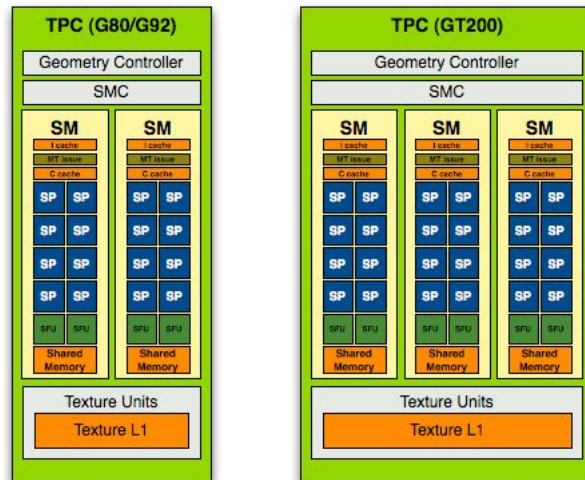 TPC (G80/G92)
Geometry Controller
SMC
SM
I cache
MT issue
C cache
SP SP
SP SP
SP SP
SP SP
SFU SFU
Shared
Memory
SM
I cache
MT issue
C cache
SP SP
SP SP
SP SP
SP SP
SFU SFU
Shared
Memory
Texture Units
Texture L1
TPC (GT200)
Geometry Controller
SMC
SM
I cache
MT issue
C cache
SP SP
SP SP
SP SP
SP SP
SFU SFU
Shared
Memory
SM
I cache
MT issue
C cache
SP SP
SP SP
SP SP
SP SP
SFU SFU
Shared
Memory
SM
I cache
MT issue
C cache
SP SP
SP SP
SP SP
SP SP
SFU SFU
Shared
Memory
Texture Units
Texture L1